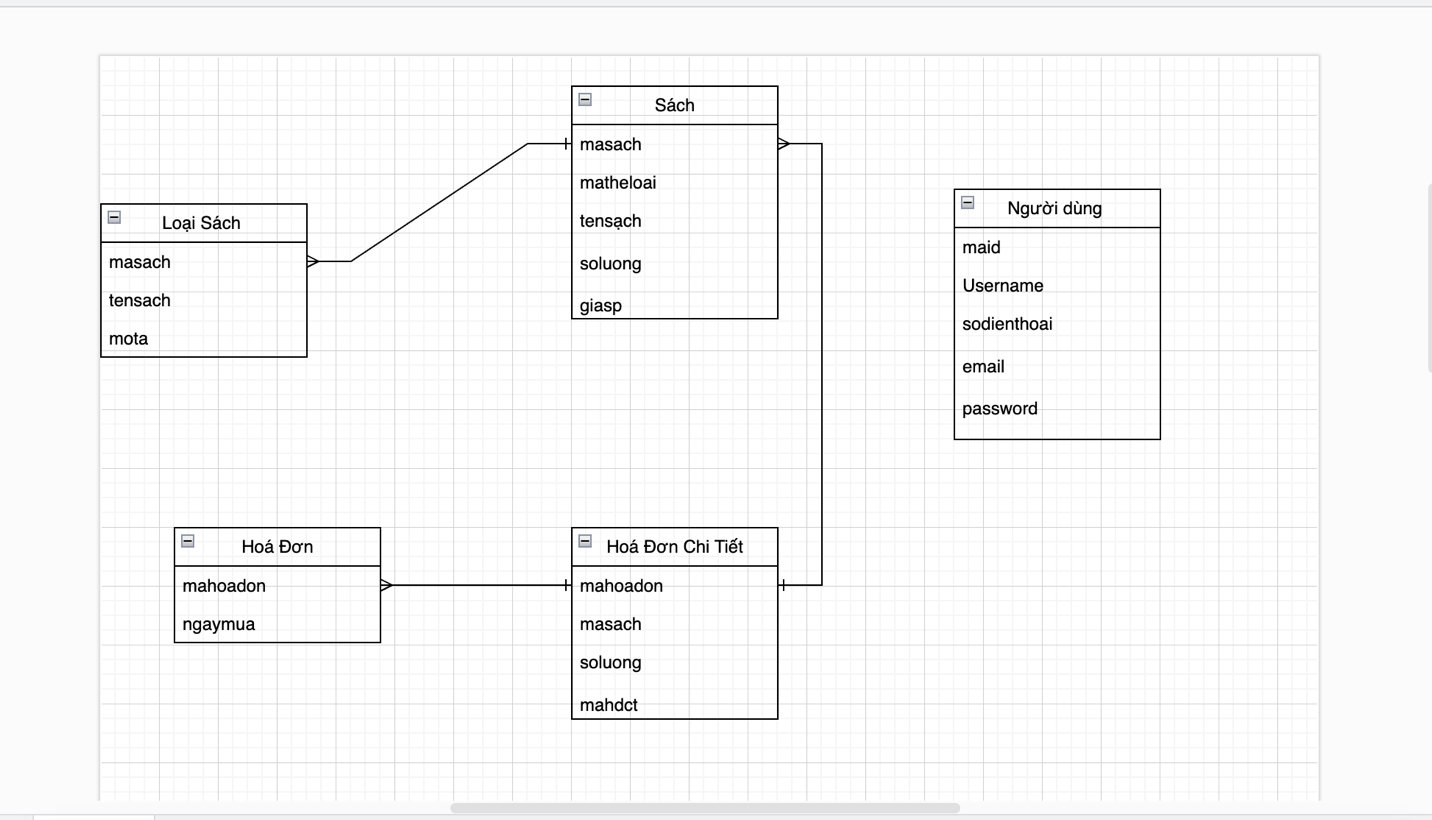 Sách
masach
matheloai
tensạch
soluong
giasp
Loại Sách
masach
tensach
mota
Người dùng
maid
Username
sodienthoai
email
password
Hoá Đơn
mahoadon
ngaymua
Hoá Đơn Chi Tiết
mahoadon
masach
soluong
mahdct